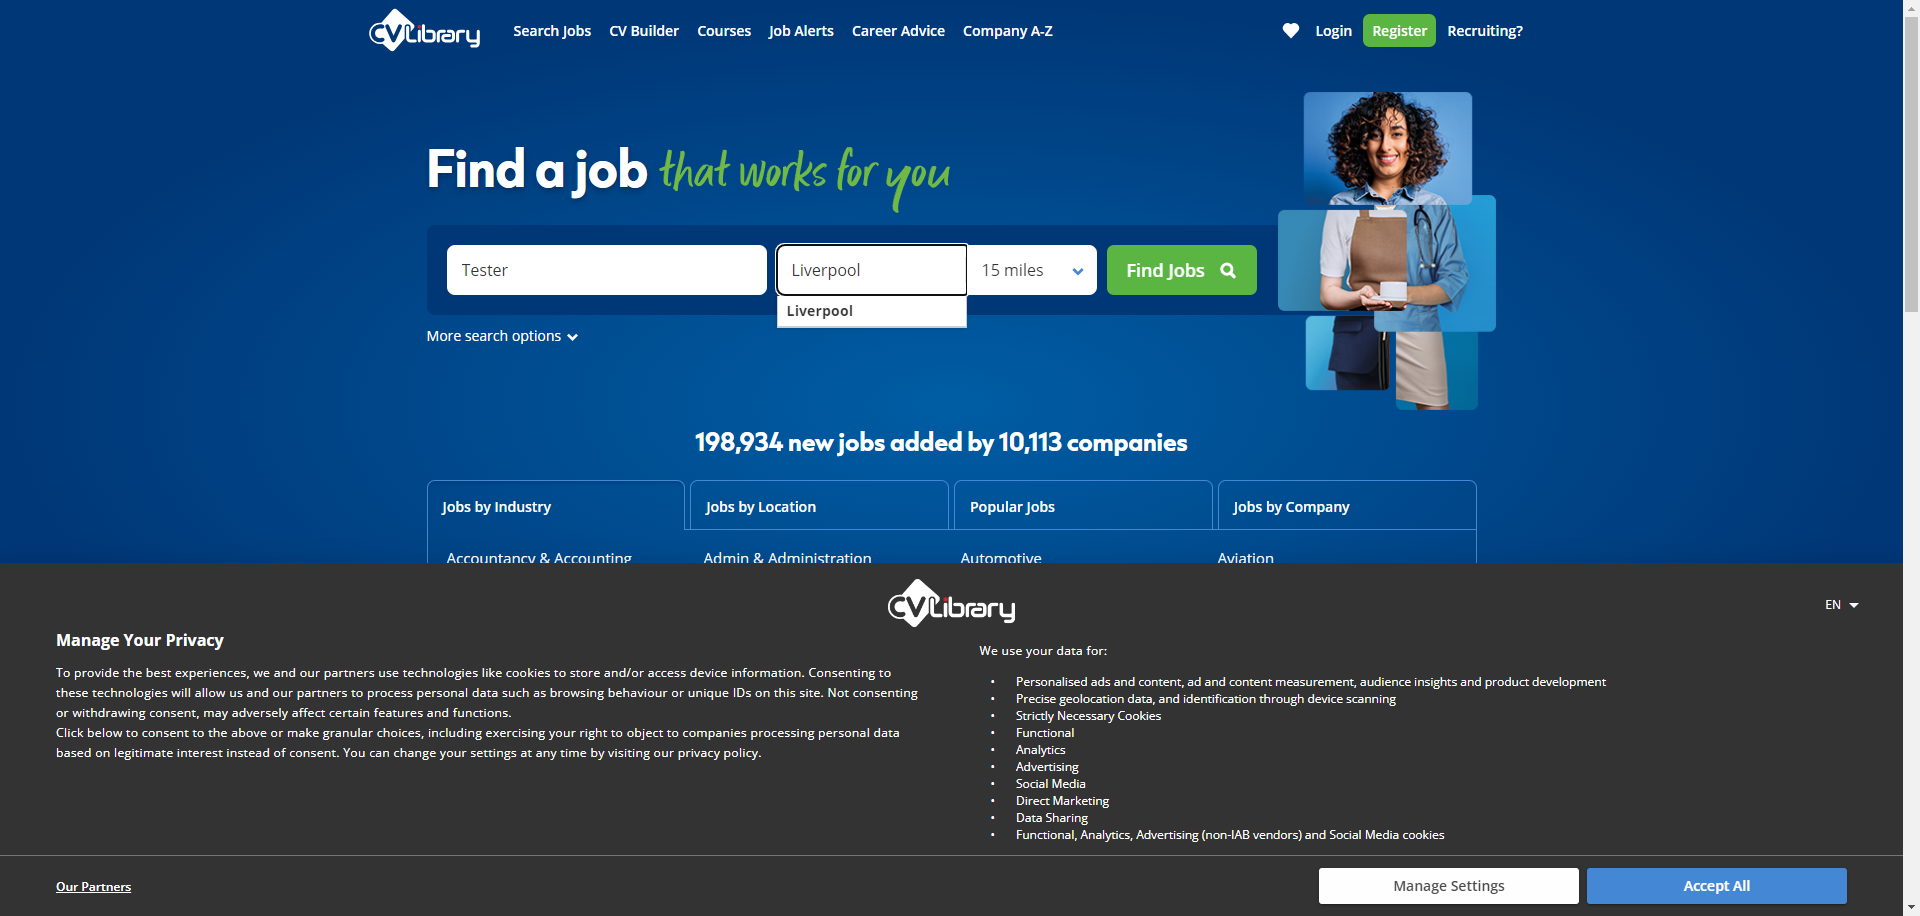 CVLibrary
Search Jobs
CV Builder
Courses
Job Alerts
Career Advice
Company A-Z
Login
Register
Recruiting?
Find a job that works for you
Tester
Liverpool
15 miles
Find Jobs
Liverpool
More search options
198,934 new jobs added by 10,113 companies
Jobs by Industry
Jobs by Location
Popular Jobs
Jobs by Company
Accountancy & Accounting
Admin & Administration
Automotive
Aviation
CVLibrary
EN
Manage Your Privacy
To provide the best experiences, we and our partners use technologies like cookies to store and/or access device information. Consenting to
these technologies will allow us and our partners to process personal data such as browsing behaviour or unique IDs on this site. Not consenting
or withdrawing consent, may adversely affect certain features and functions.
Click below to consent to the above or make granular choices, including exercising your right to object to companies processing personal data
based on legitimate interest instead of consent. You can change your settings at any time by visiting our privacy policy.
We use your data for:
• Personalised ads and content, ad and content measurement, audience insights and product development
• Precise geolocation data, and identification through device scanning
• Strictly Necessary Cookies
• Functional
• Analytics
• Advertising
• Social Media
• Direct Marketing
• Data Sharing
• Functional, Analytics, Advertising (non-IAB vendors) and Social Media cookies
Our Partners
Manage Settings
Accept All